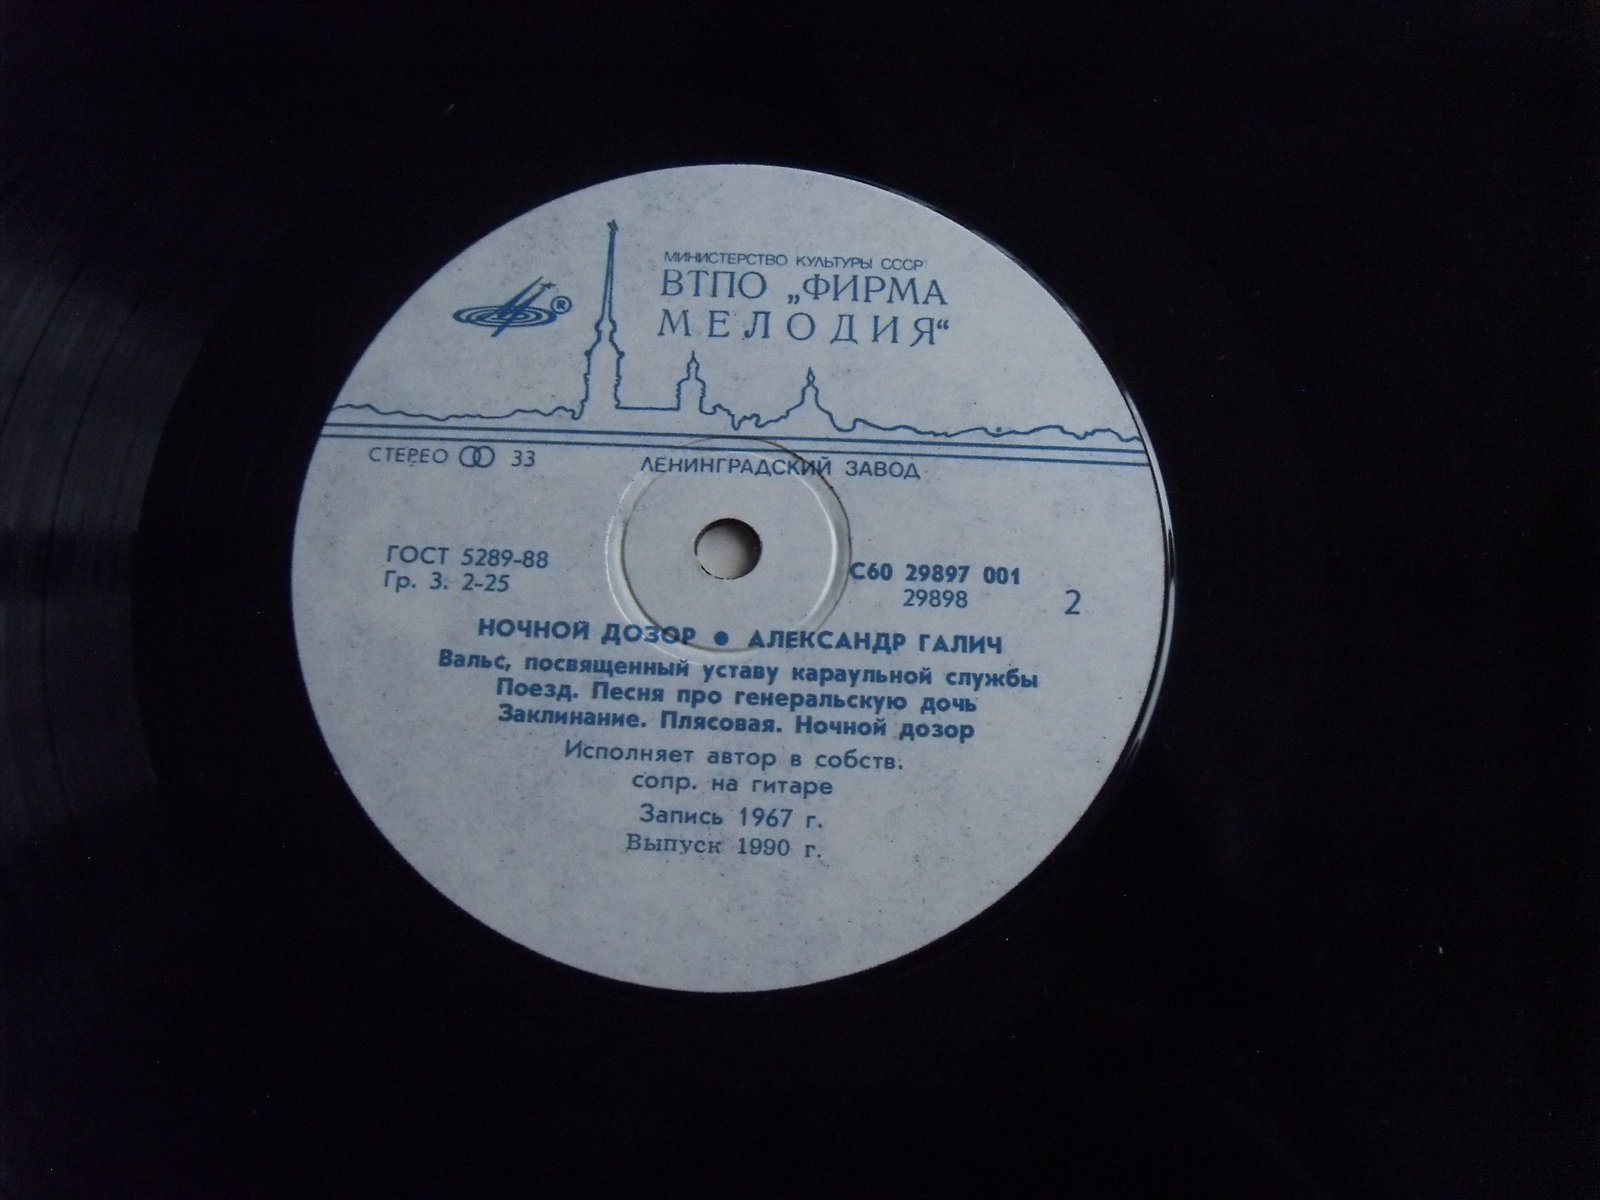 МИНИСТЕРСТВО КУЛЬТУРЫ СССР
ВТПО „ФИРМА
МЕЛОДИЯ“
®
СТЕРЕО 33
ЛЕНИНГРАДСКИЙ ЗАВОД
ГОСТ 5289-88
Гр. 3. 2-25
С60 29897 001
29898
2
НОЧНОЙ ДОЗОР ● АЛЕКСАНДР ГАЛИЧ
Вальс, посвященный уставу караульной службы
Поезд. Песня про генеральскую дочь
Заклинание. Плясовая. Ночной дозор
Исполняет автор в собств.
сопр. на гитаре
Запись 1967 г.
Выпуск 1990 г.